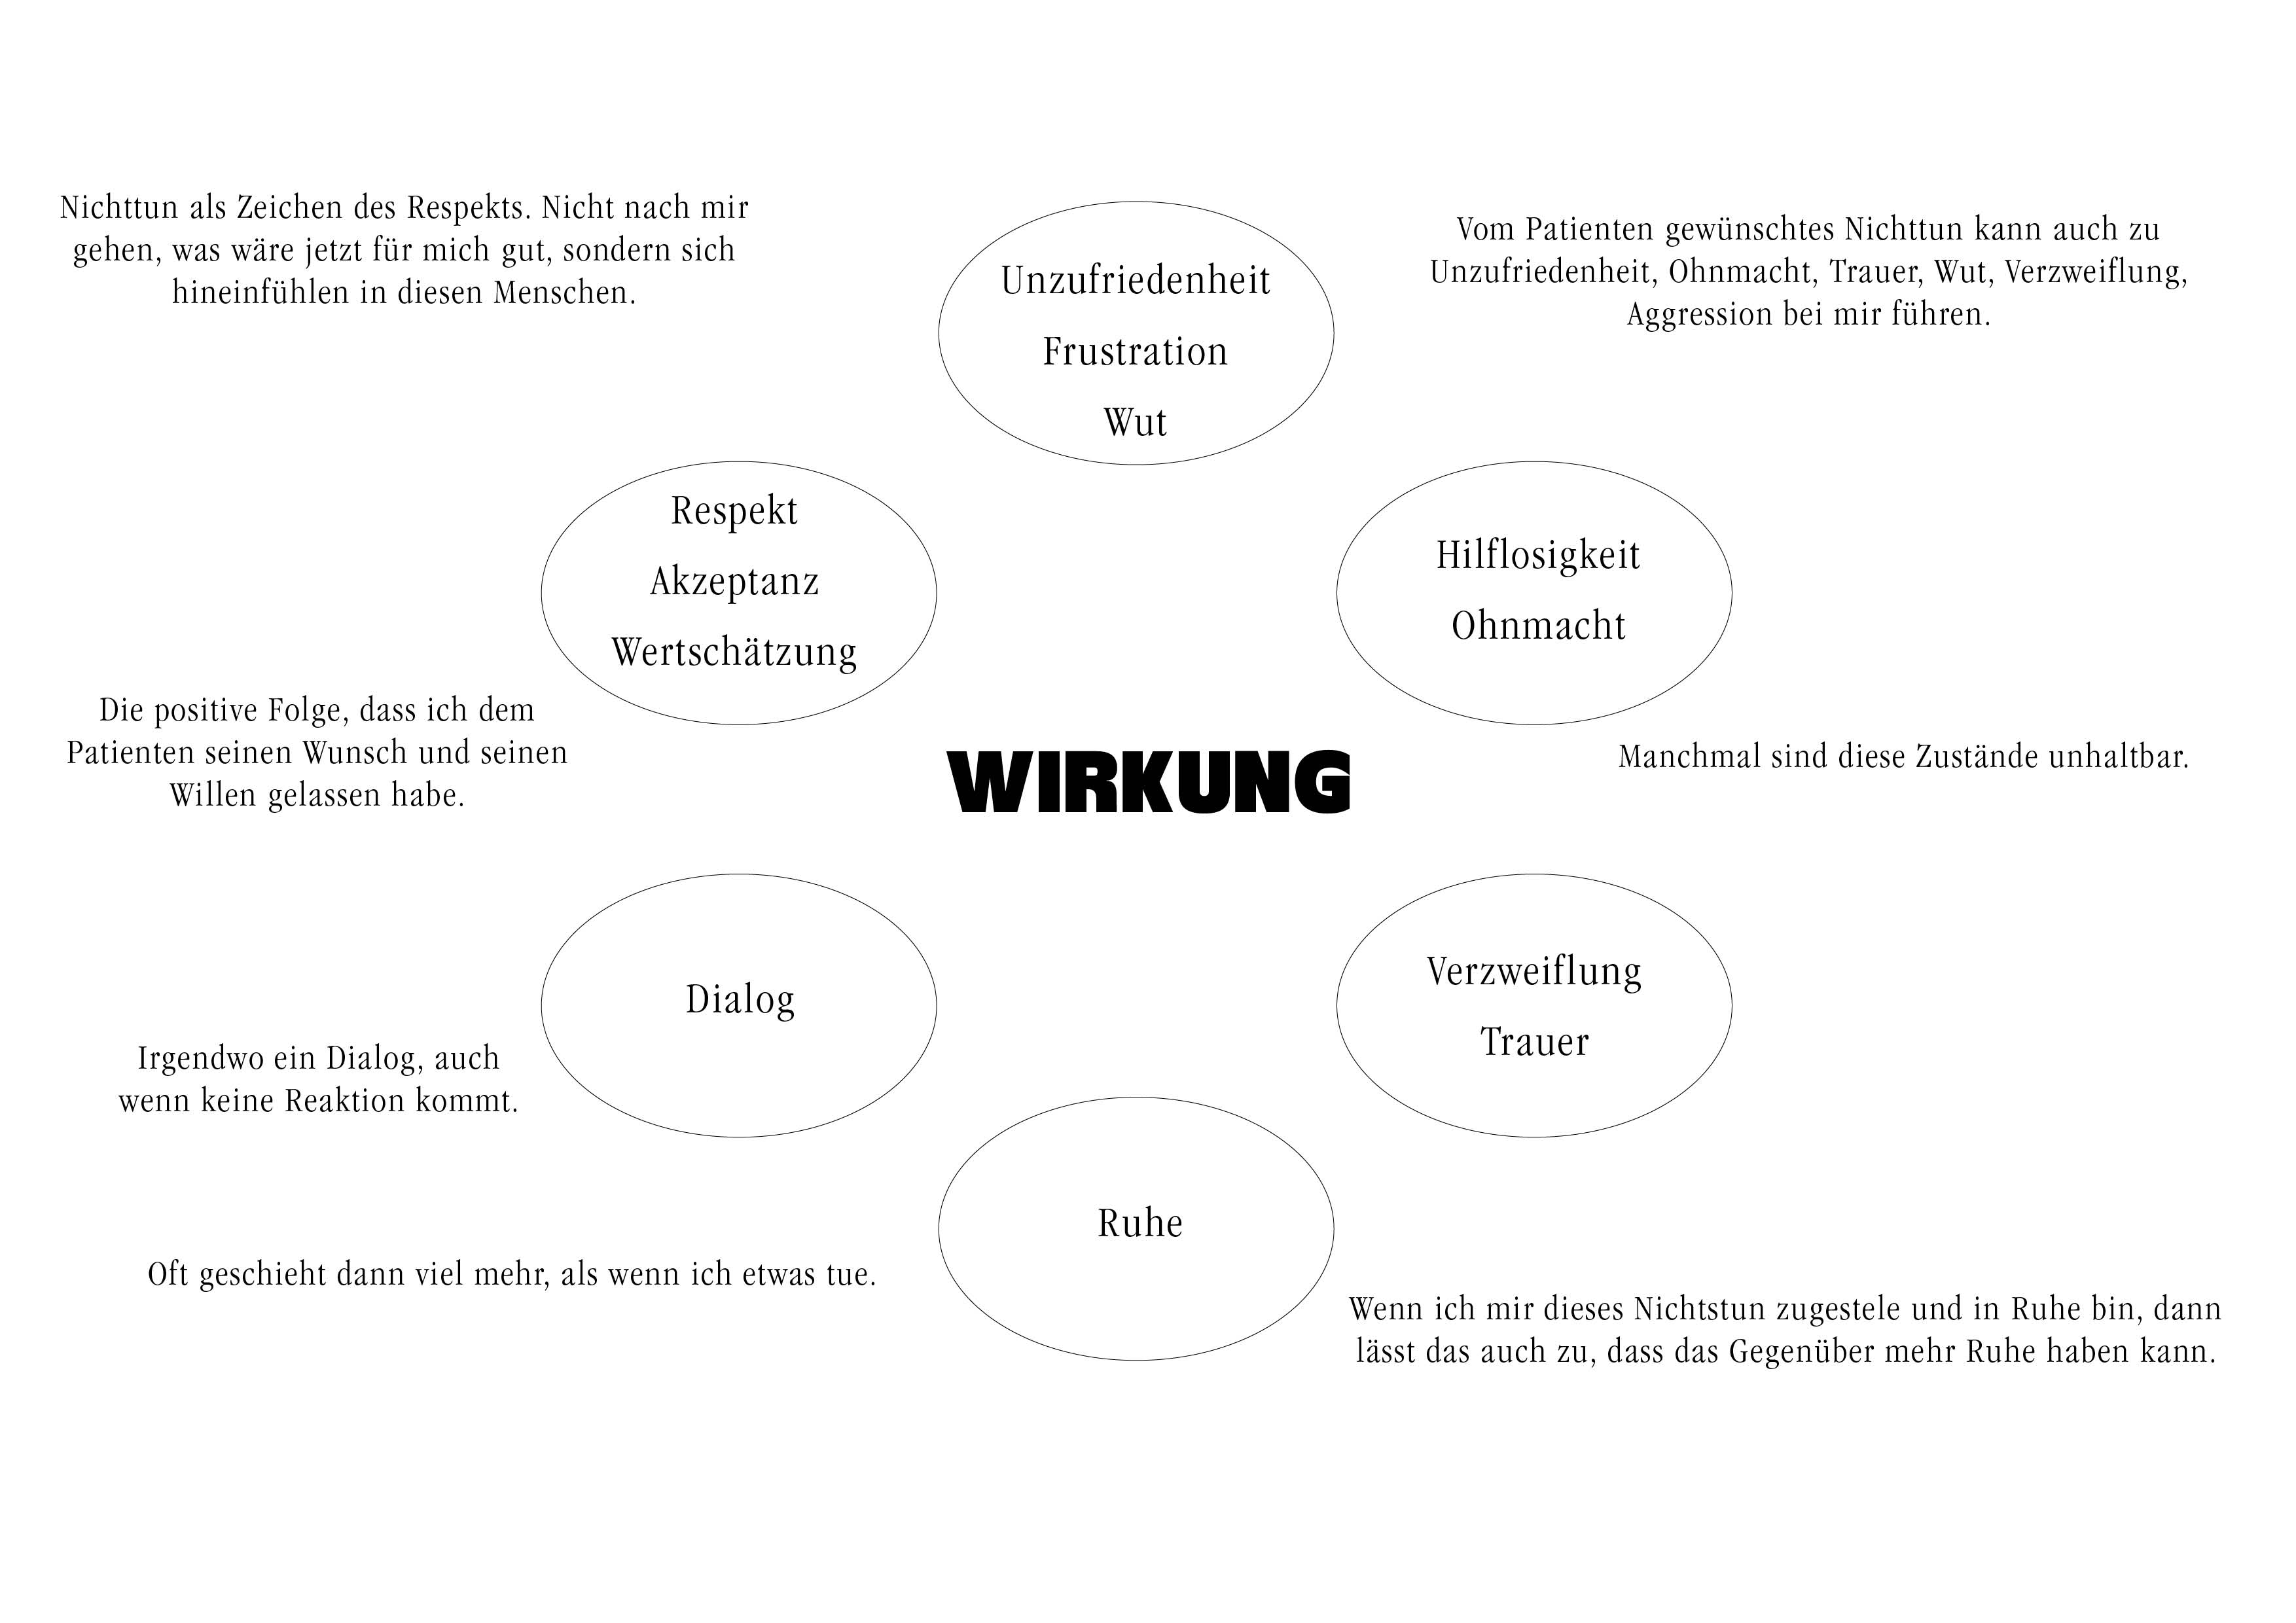 Nichttun als Zeichen des Respekts. Nicht nach mir
gehen, was wäre jetzt für mich gut, sondern sich
hineinfühlen in diesen Menschen.
Unzufriedenheit
Frustration
Wut
Vom Patienten gewünschtes Nichttun kann auch zu
Unzufriedenheit, Ohnmacht, Trauer, Wut, Verzweiflung,
Aggression bei mir führen.
Respekt
Akzeptanz
Wertschätzung
Hilflosigkeit
Ohnmacht
Die positive Folge, dass ich dem
Patienten seinen Wunsch und seinen
Willen gelassen habe.
WIRKUNG
Manchmal sind diese Zustände unhaltbar.
Dialog
Verzweiflung
Trauer
Irgendwo ein Dialog, auch
wenn keine Reaktion kommt.
Ruhe
Oft geschieht dann viel mehr, als wenn ich etwas tue.
Wenn ich mir dieses Nichtstun zugestele und in Ruhe bin, dann
lässt das auch zu, dass das Gegenüber mehr Ruhe haben kann.